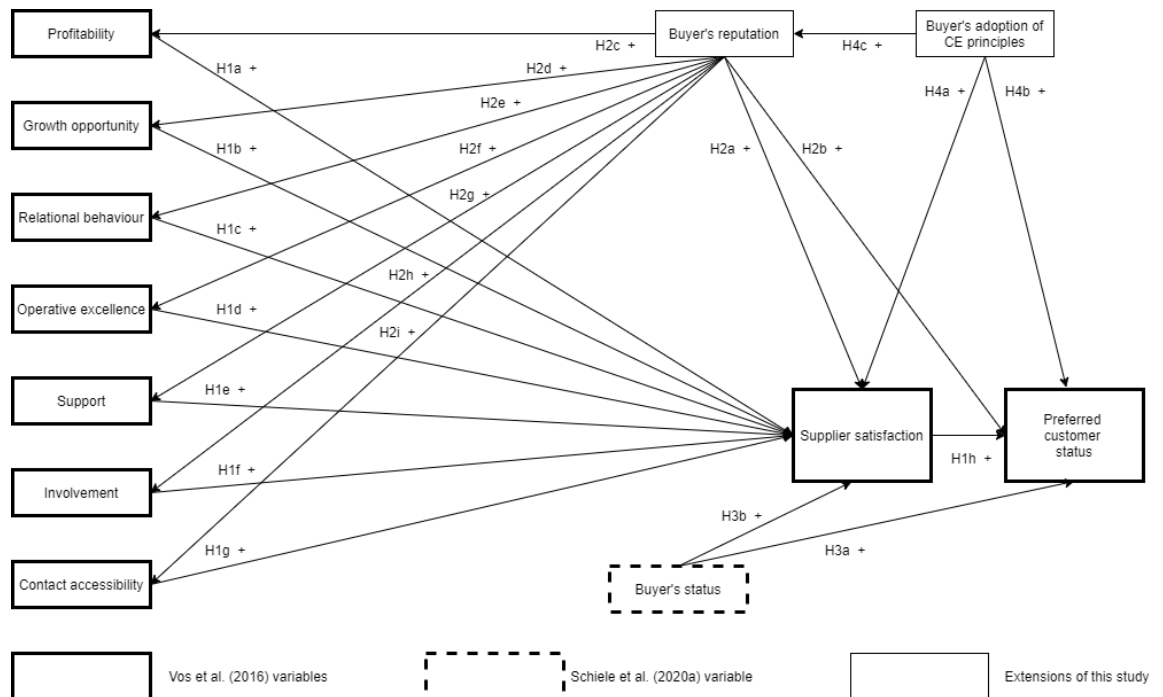 Profitability
Buyer's reputation
Buyer's adoption of
CE principles
H2c +
H4c +
H1a +
H2d +
H4a +
H4b +
H2e +
Growth opportunity
H1b +
H2f +
H2a +
H2b +
H2g +
Relational behaviour
H1c +
H2h +
Operative excellence
H1d +
H2i +
H1e +
Support
Supplier satisfaction
Preferred
customer
status
H1h +
H1f +
Involvement
H3b +
H1g +
H3a +
Contact accessibility
Buyer's status
Vos et al. (2016) variables
Schiele et al. (2020a) variable
Extensions of this study